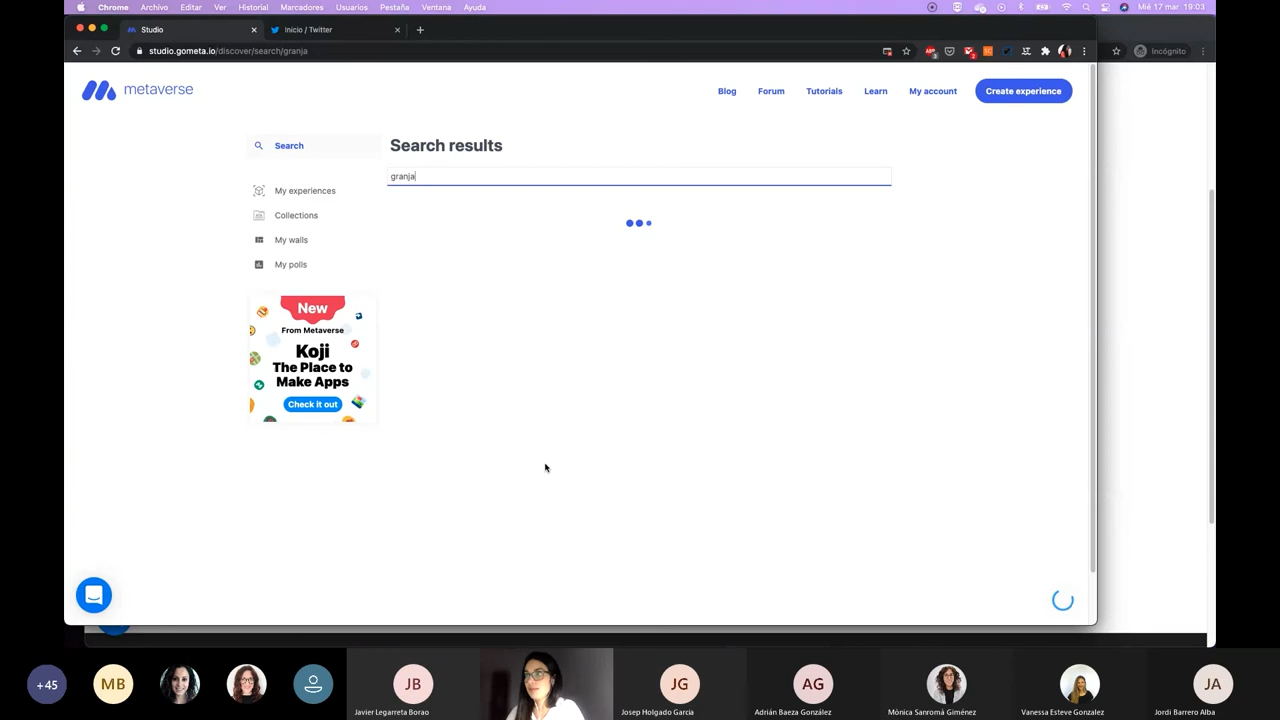 Chrome Archivo Editar Ver Historial Marcadores Usuarios Pestaña Ventana Ayuda
Mié 17 mar 19:03
Studio
Inicio / Twitter
studio.gometa.io/discover/search/granja
Incógnito
metaverse
Blog Forum Tutorials Learn My account Create experience
Search
Search results
granja
My experiences
Collections
My walls
My polls
New
From Metaverse
Koji
The Place to
Make Apps
Check it out
+45
MB
JB
JG
AG
JA
Javier Legarreta Borao
Josep Holgado García
Adrián Baeza González
Mònica Sanromá Giménez
Vanessa Esteve Gonzalba
Jordi Barrero Alba